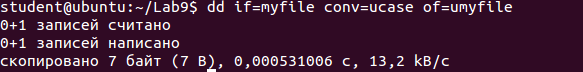 student@ubuntu:~/Lab9$ dd if=myfile conv=ucase of=umyfile
0+1 записей считано
0+1 записей написано
скопировано 7 байт (7 B), 0,000531006 c, 13,2 kB/c